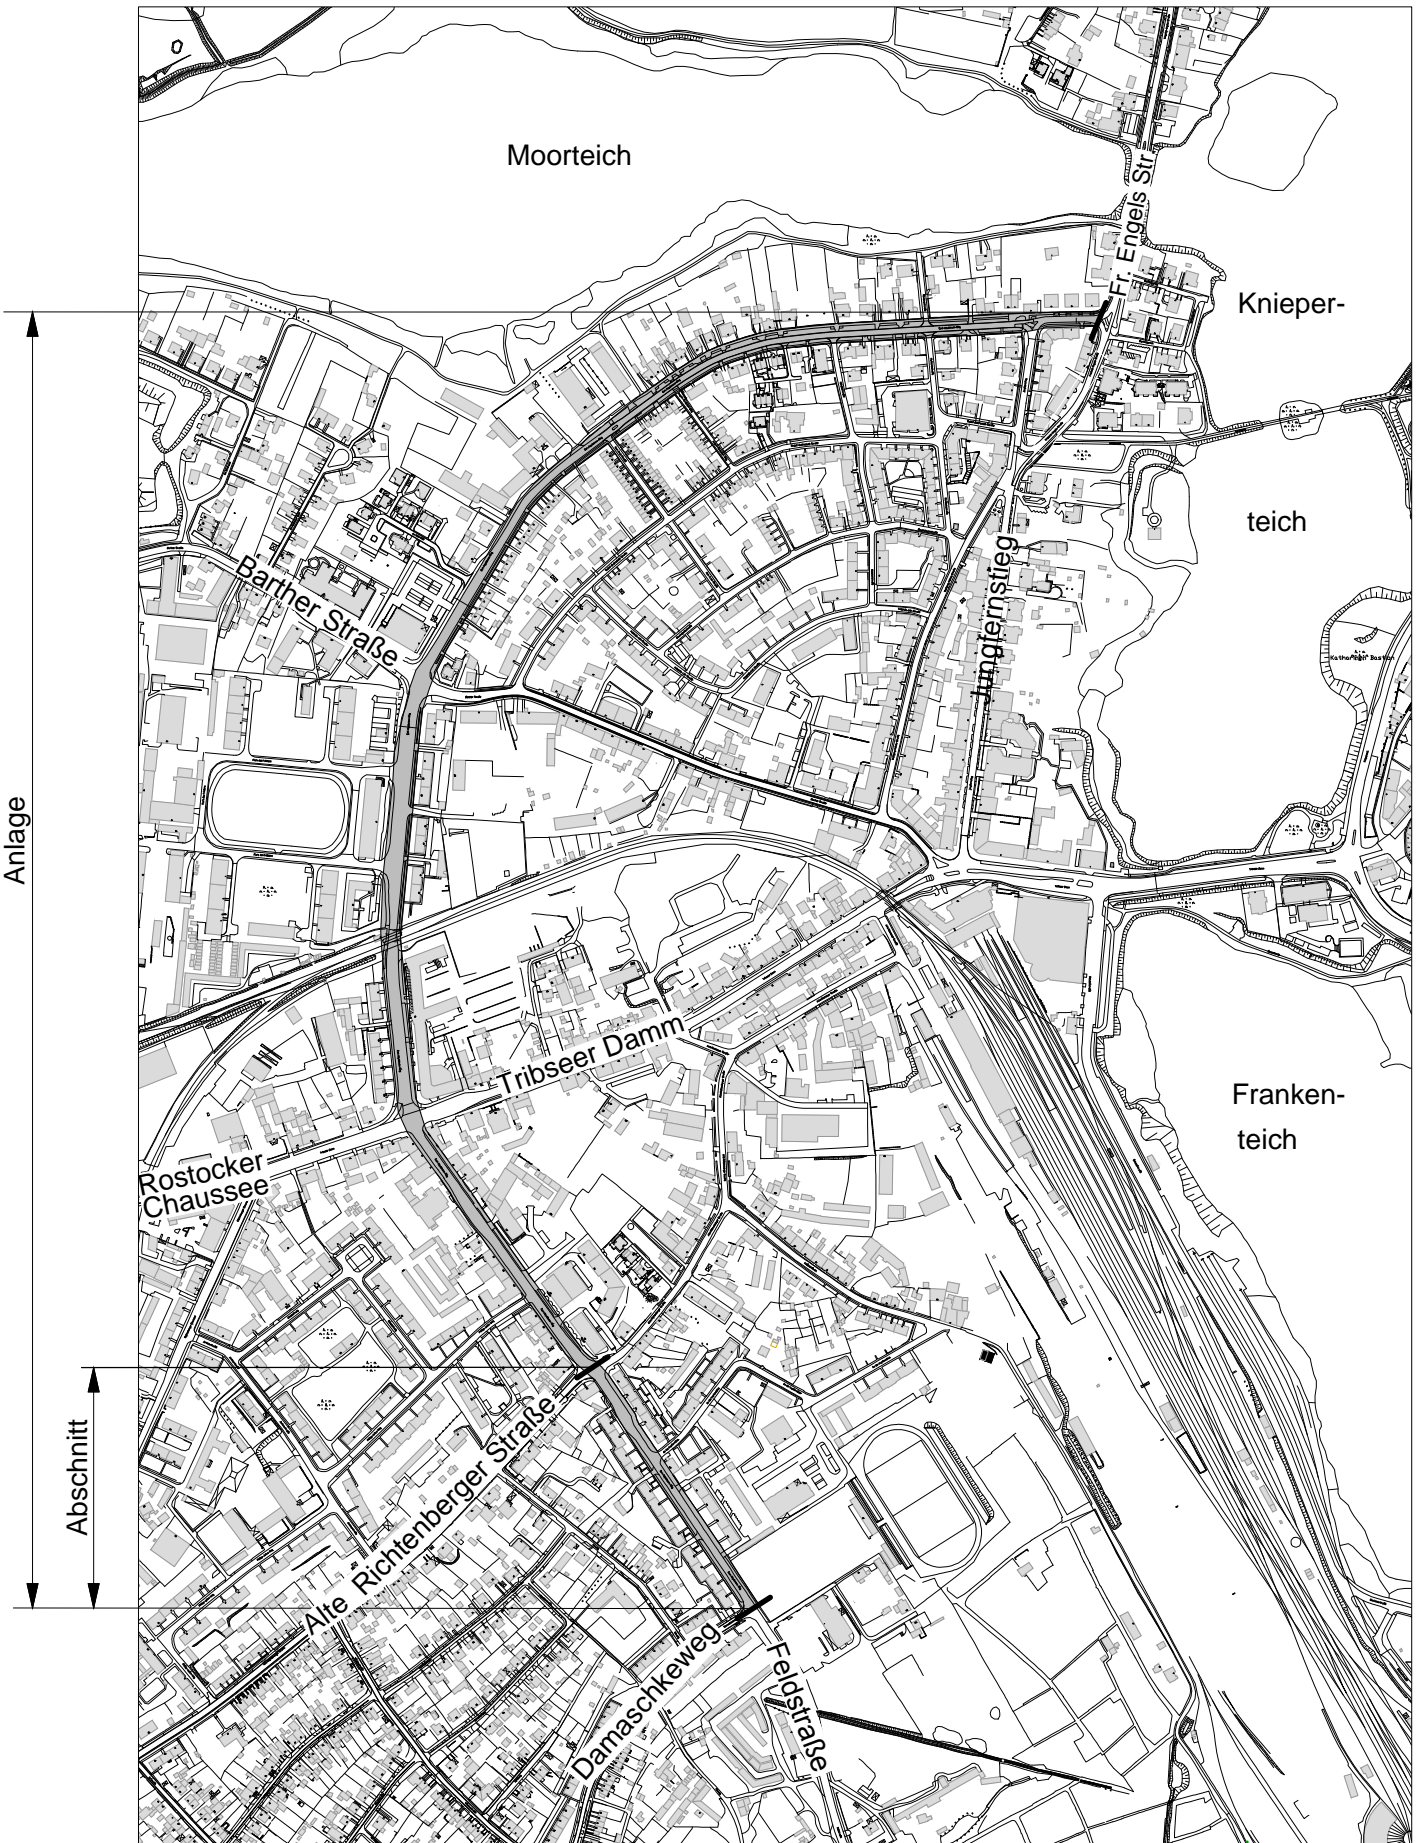 Moorteich
Fr. Engels Str.
Knieper-
teich
Barther Straße
Jungfernstieg
Anlage
Tribseer Damm
Franken-
teich
Rostocker
Chaussee
Abschnitt
Alte Richtenberger Straße
Damaschkeweg
Feldstraße